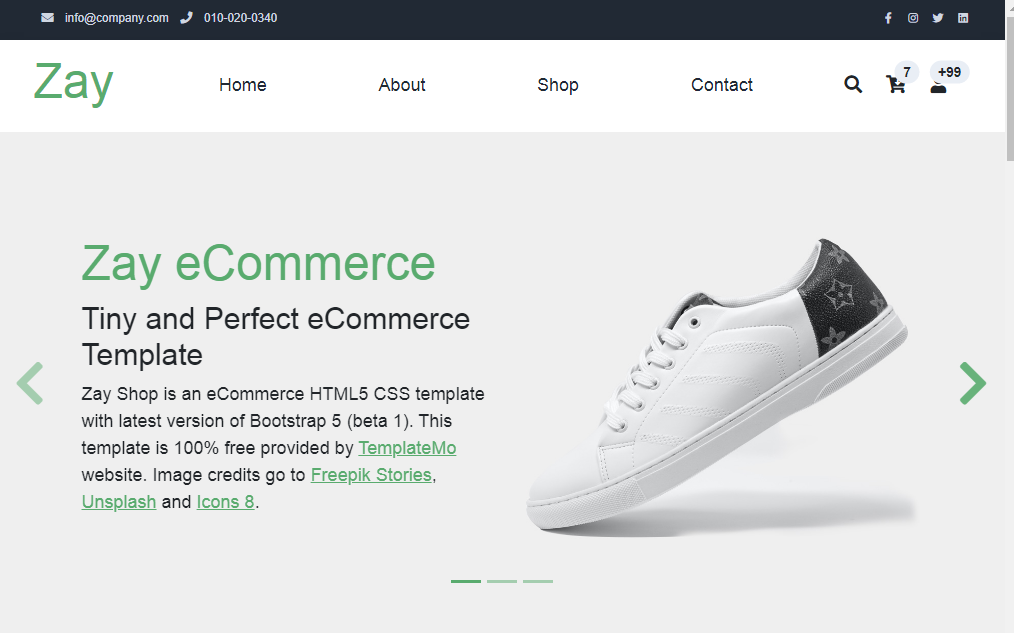 info@company.com 010-020-0340
Zay Home About Shop Contact 7 +99
Zay eCommerce
Tiny and Perfect eCommerce
Template
Zay Shop is an eCommerce HTML5 CSS template
with latest version of Bootstrap 5 (beta 1). This
template is 100% free provided by TemplateMo
website. Image credits go to Freepik Stories,
Unsplash and Icons 8.